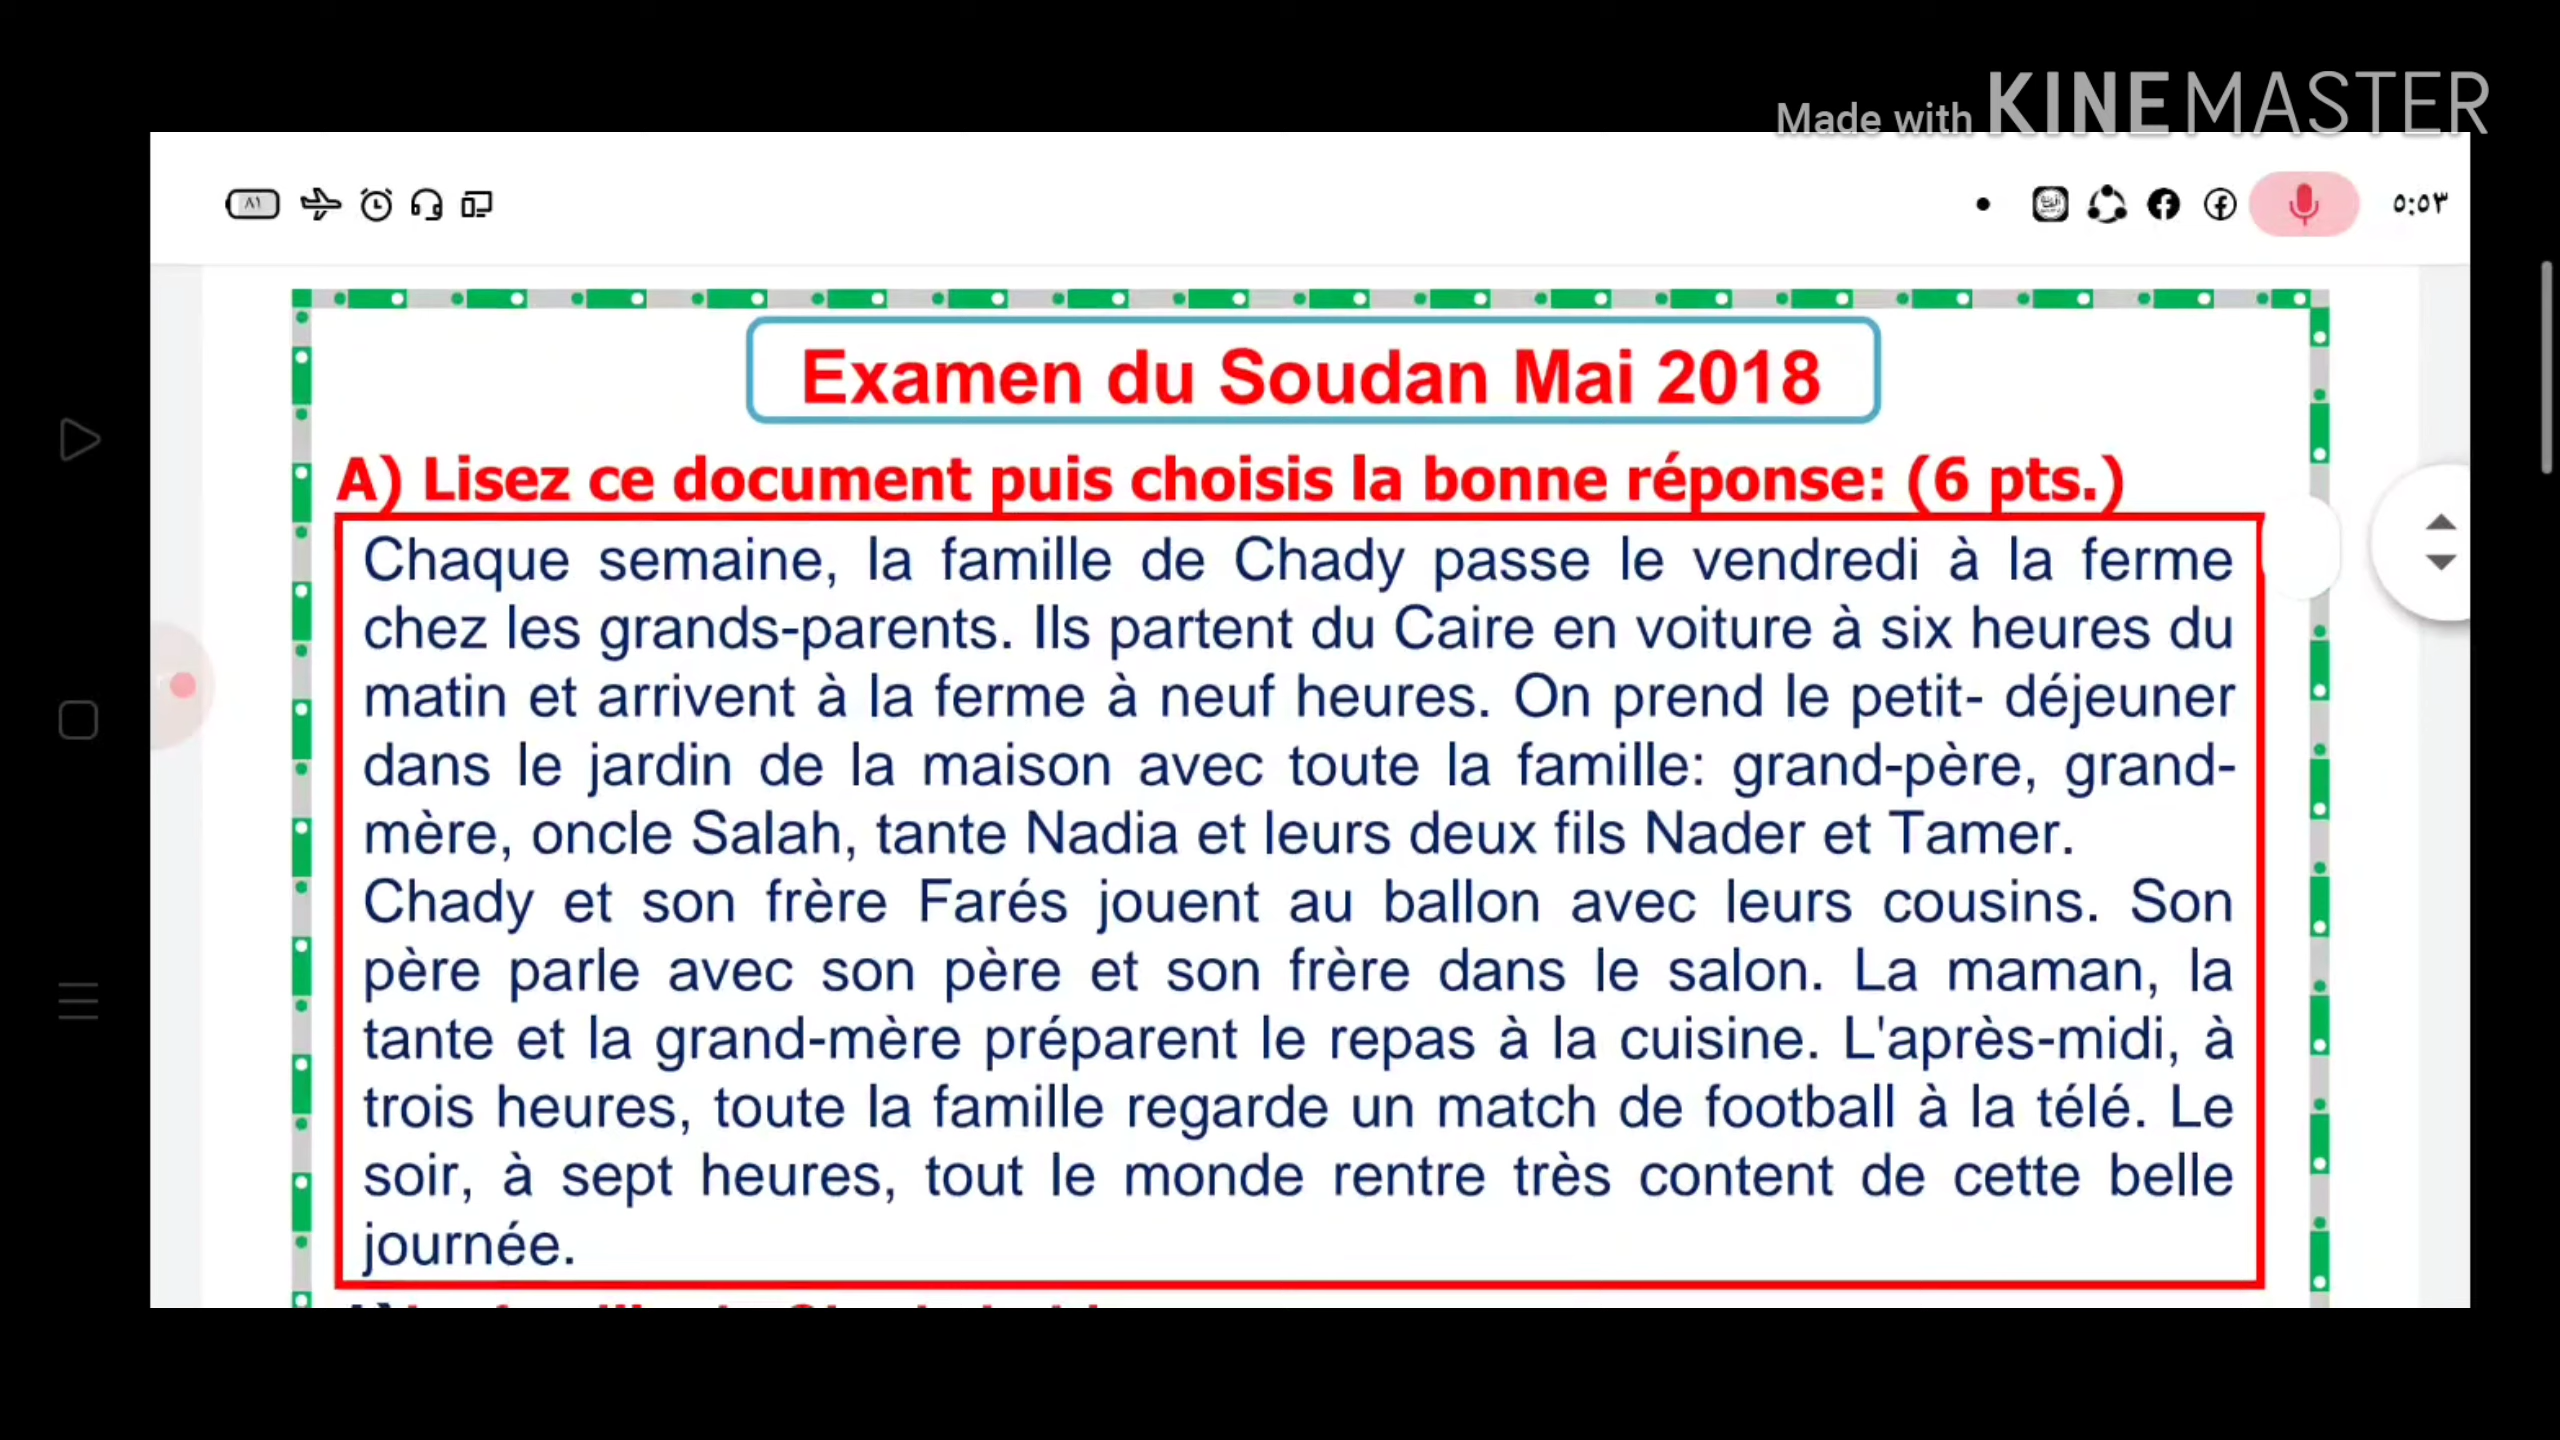 Made with KINEMASTER
٨١
٥:٥٣
Examen du Soudan Mai 2018
A) Lisez ce document puis choisis la bonne réponse: (6 pts.)
Chaque semaine, la famille de Chady passe le vendredi à la ferme
chez les grands-parents. Ils partent du Caire en voiture à six heures du
matin et arrivent à la ferme à neuf heures. On prend le petit- déjeuner
dans le jardin de la maison avec toute la famille: grand-père, grand-
mère, oncle Salah, tante Nadia et leurs deux fils Nader et Tamer.
Chady et son frère Farés jouent au ballon avec leurs cousins. Son
père parle avec son père et son frère dans le salon. La maman, la
tante et la grand-mère préparent le repas à la cuisine. L'après-midi, à
trois heures, toute la famille regarde un match de football à la télé. Le
soir, à sept heures, tout le monde rentre très content de cette belle
journée.